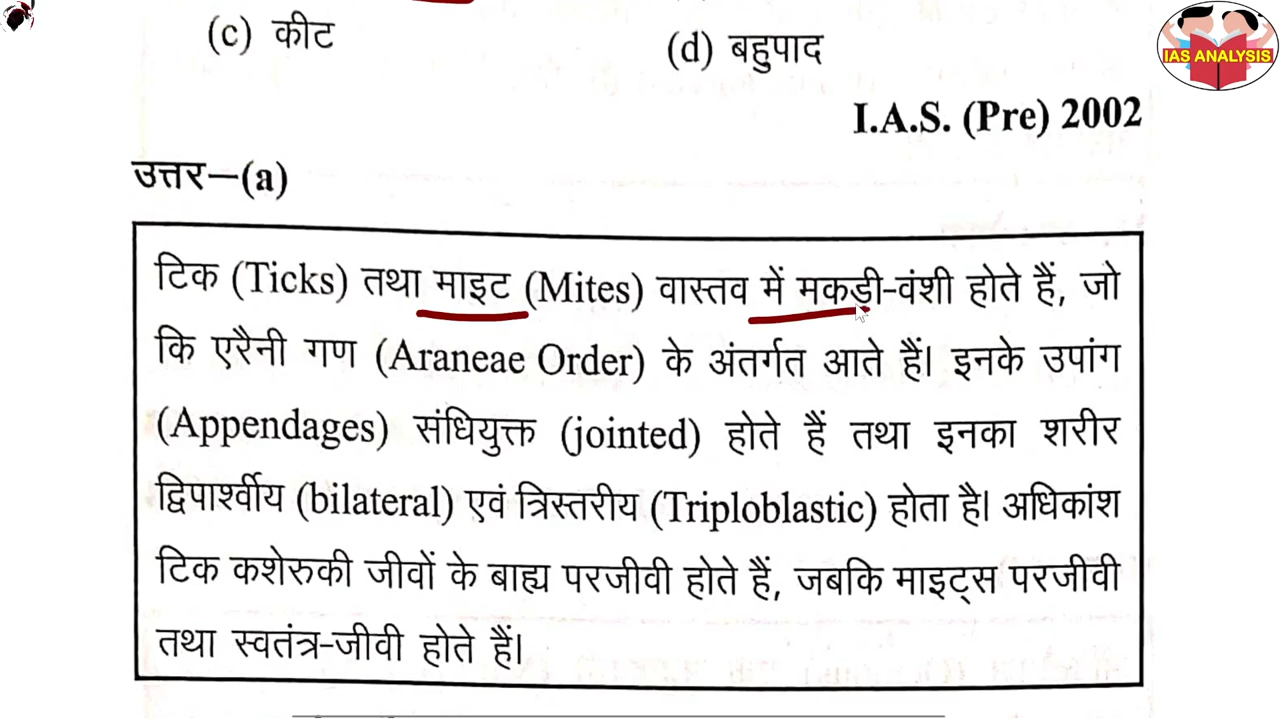 IAS ANALYSIS
(c) कीट
(d) बहुपाद
I.A.S. (Pre) 2002
उत्तर–(a)
टिक (Ticks) तथा माइट (Mites) वास्तव में मकड़ी-वंशी होते हैं, जो
कि एरैनी गण (Araneae Order) के अंतर्गत आते हैं। इनके उपांग
(Appendages) संधियुक्त (jointed) होते हैं तथा इनका शरीर
द्विपार्श्वीय (bilateral) एवं त्रिस्तरीय (Triploblastic) होता है। अधिकांश
टिक कशेरुकी जीवों के बाह्य परजीवी होते हैं, जबकि माइट्स परजीवी
तथा स्वतंत्र-जीवी होते हैं।